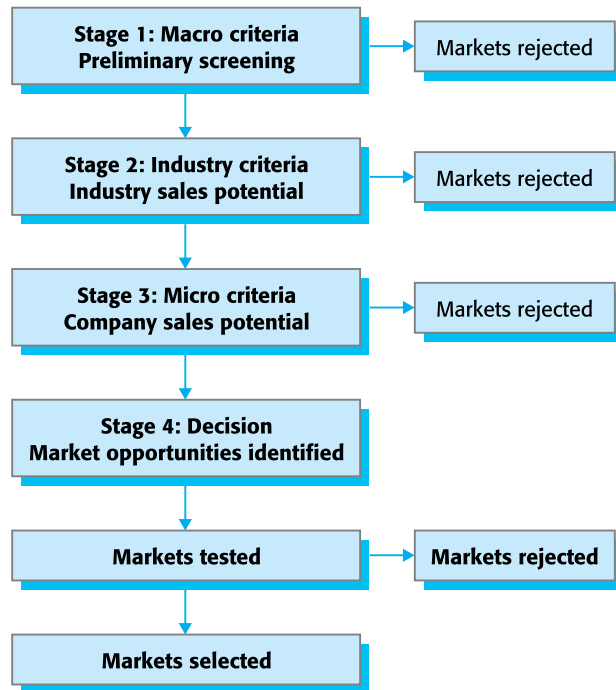 Stage 1: Macro criteria
Preliminary screening
Markets rejected
Stage 2: Industry criteria
Industry sales potential
Markets rejected
Stage 3: Micro criteria
Company sales potential
Markets rejected
Stage 4: Decision
Market opportunities identified
Markets tested
Markets rejected
Markets selected